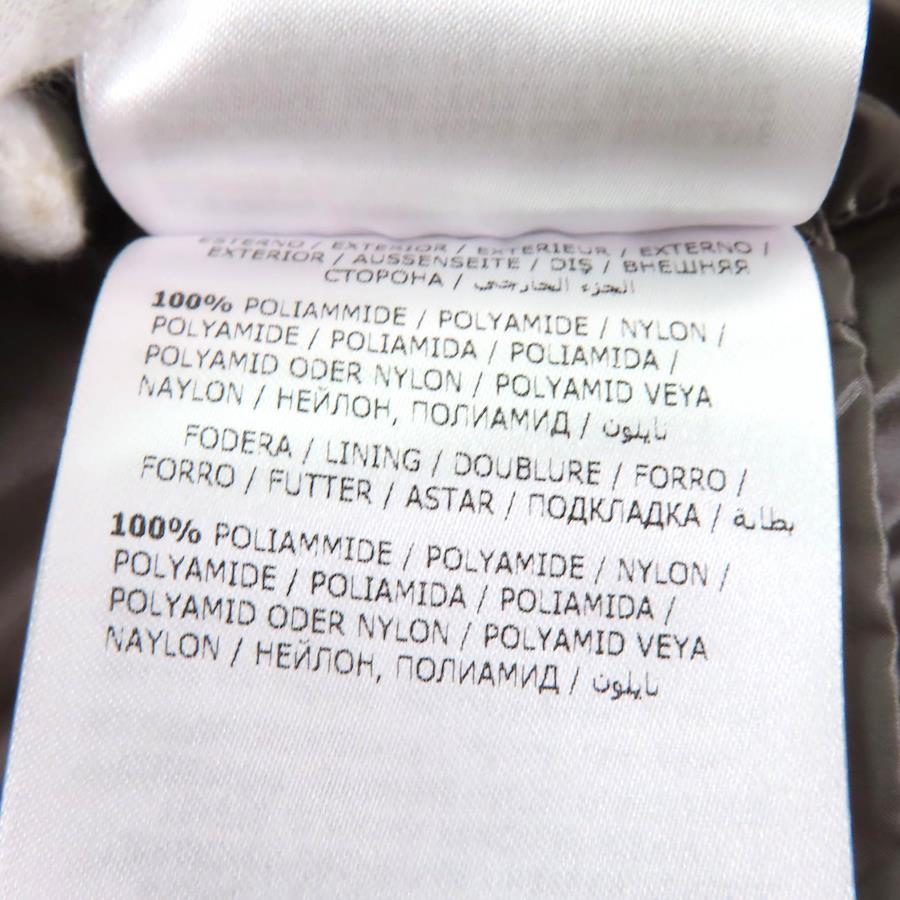 ESTERNO / EXTERIOR / EXTERIEUR / EXTERNO /
EXTERIOR / AUSSENSEITE / DIŞ / ВНЕШНЯЯ
СТОРОНА / الجزء الخارجي
100% POLIAMMIDE / POLYAMIDE / NYLON /
POLYAMIDE / POLIAMIDA / POLIAMIDA /
POLYAMID ODER NYLON / POLYAMID VEYA
NAYLON / НЕЙЛОН, ПОЛИАМИД / نايلون
FODERA / LINING / DOUBLURE / FORRO /
FORRO / FUTTER / ASTAR / ПОДКЛАДКА / بطانة
100% POLIAMMIDE / POLYAMIDE / NYLON /
POLYAMIDE / POLIAMIDA / POLIAMIDA /
POLYAMID ODER NYLON / POLYAMID VEYA
NAYLON / НЕЙЛОН, ПОЛИАМИД / نايلون